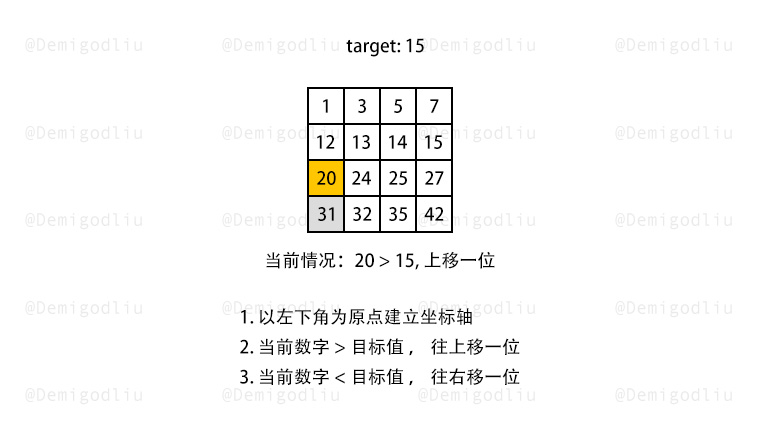 @Demigodliu @Demigodliu @Demigodliu @Demigodliu
target: 15
1 3 5 7
@Demigodliu @Demigodliu @Demigodliu @Demigodliu
12 13 14 15
20 24 25 27
31 32 35 42
@Demigodliu @Demigodliu @Demigodliu @Demigodliu
当前情况：20 > 15, 上移一位
@Demigodliu @Demigodliu @Demigodliu @Demigodliu
1. 以左下角为原点建立坐标轴
2. 当前数字 > 目标值， 往上移一位
3. 当前数字 < 目标值， 往右移一位
@Demigodliu @Demigodliu @Demigodliu @Demigodliu